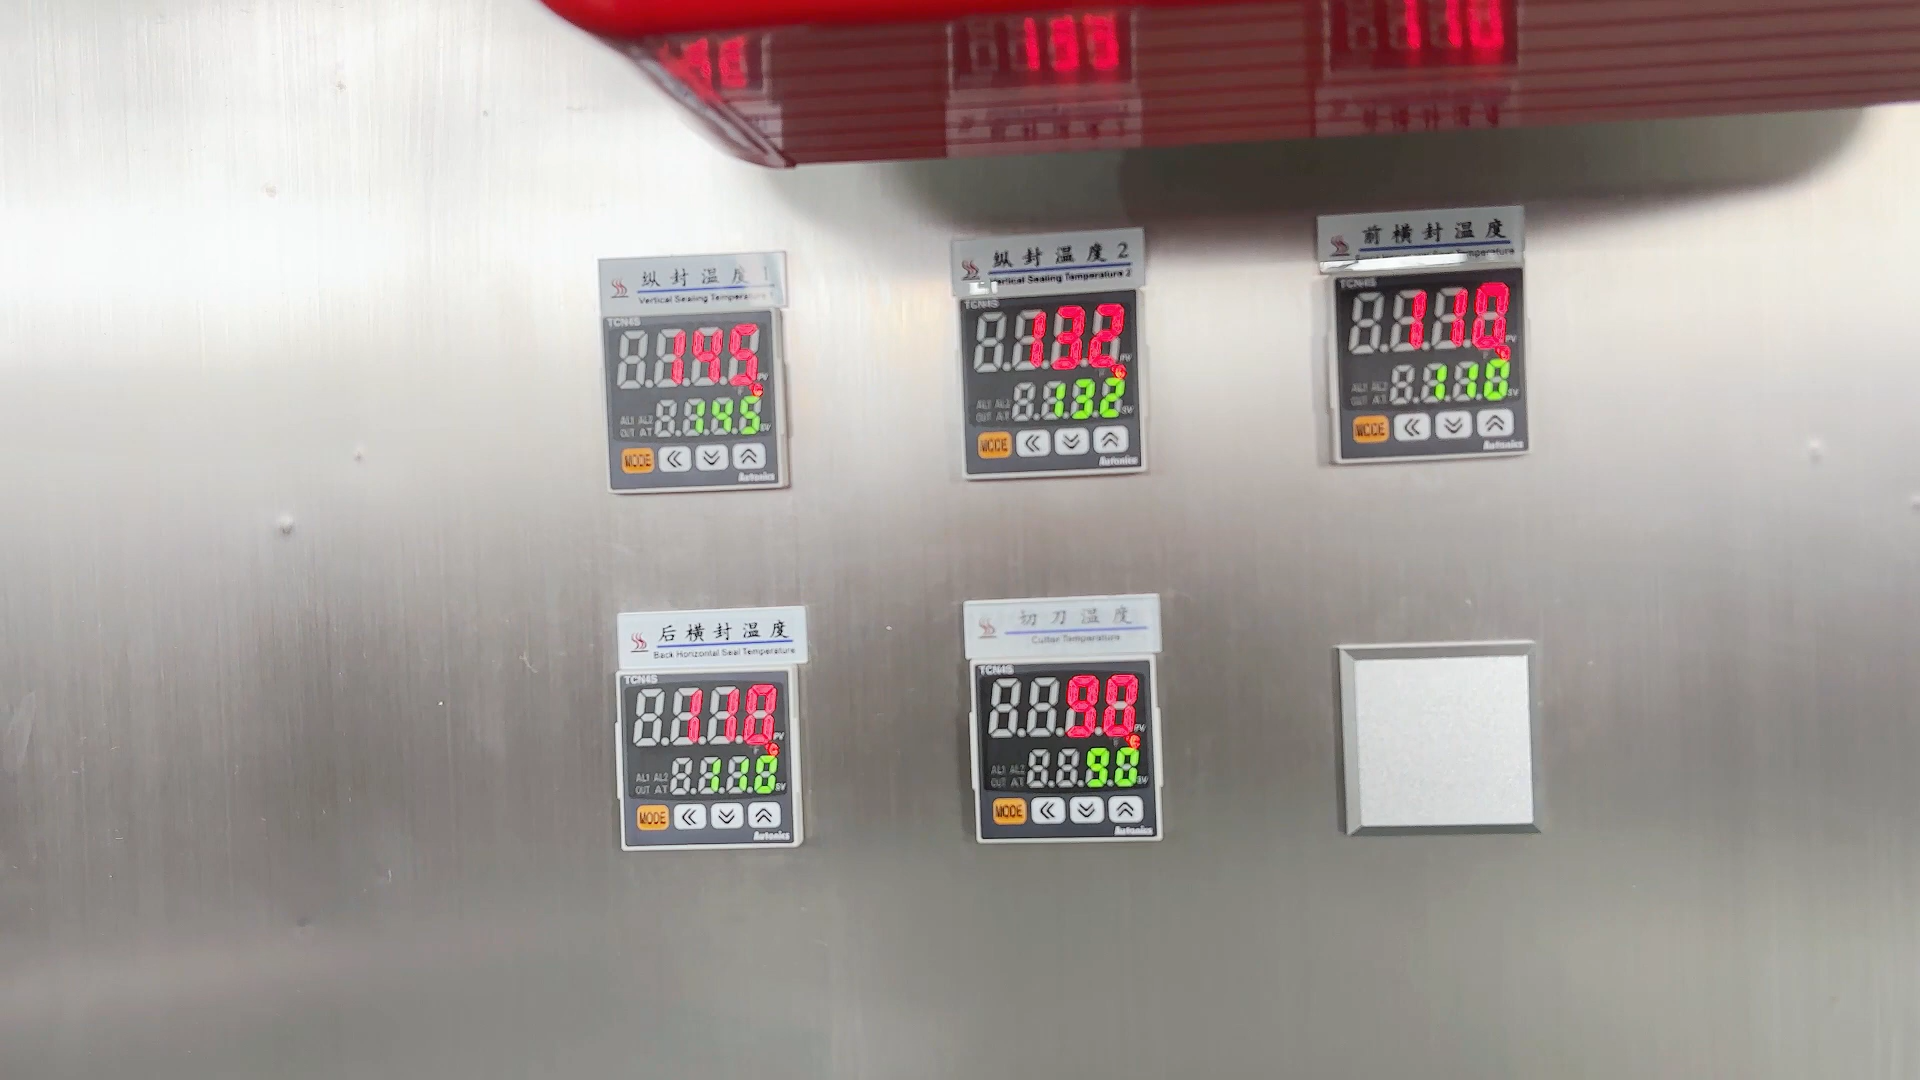 纵封温度1
Vertical Sealing Temperature
TCN4S
145
PV
145
SV
AL1 AL2
OUT AT
MODE
Autonics
纵封温度2
Vertical Sealing Temperature 2
TCN4S
132
PV
132
SV
AL1 AL2
OUT AT
MODE
Autonics
前横封温度
Temperature
TCN4S
110
PV
110
SV
AL1 AL2
OUT AT
MODE
Autonics
后横封温度
Back Horizontal Seal Temperature
TCN4S
110
PV
110
SV
AL1 AL2
OUT AT
MODE
Autonics
切刀温度
Cutter Temperature
TCN4S
98
PV
98
SV
AL1 AL2
OUT AT
MODE
Autonics